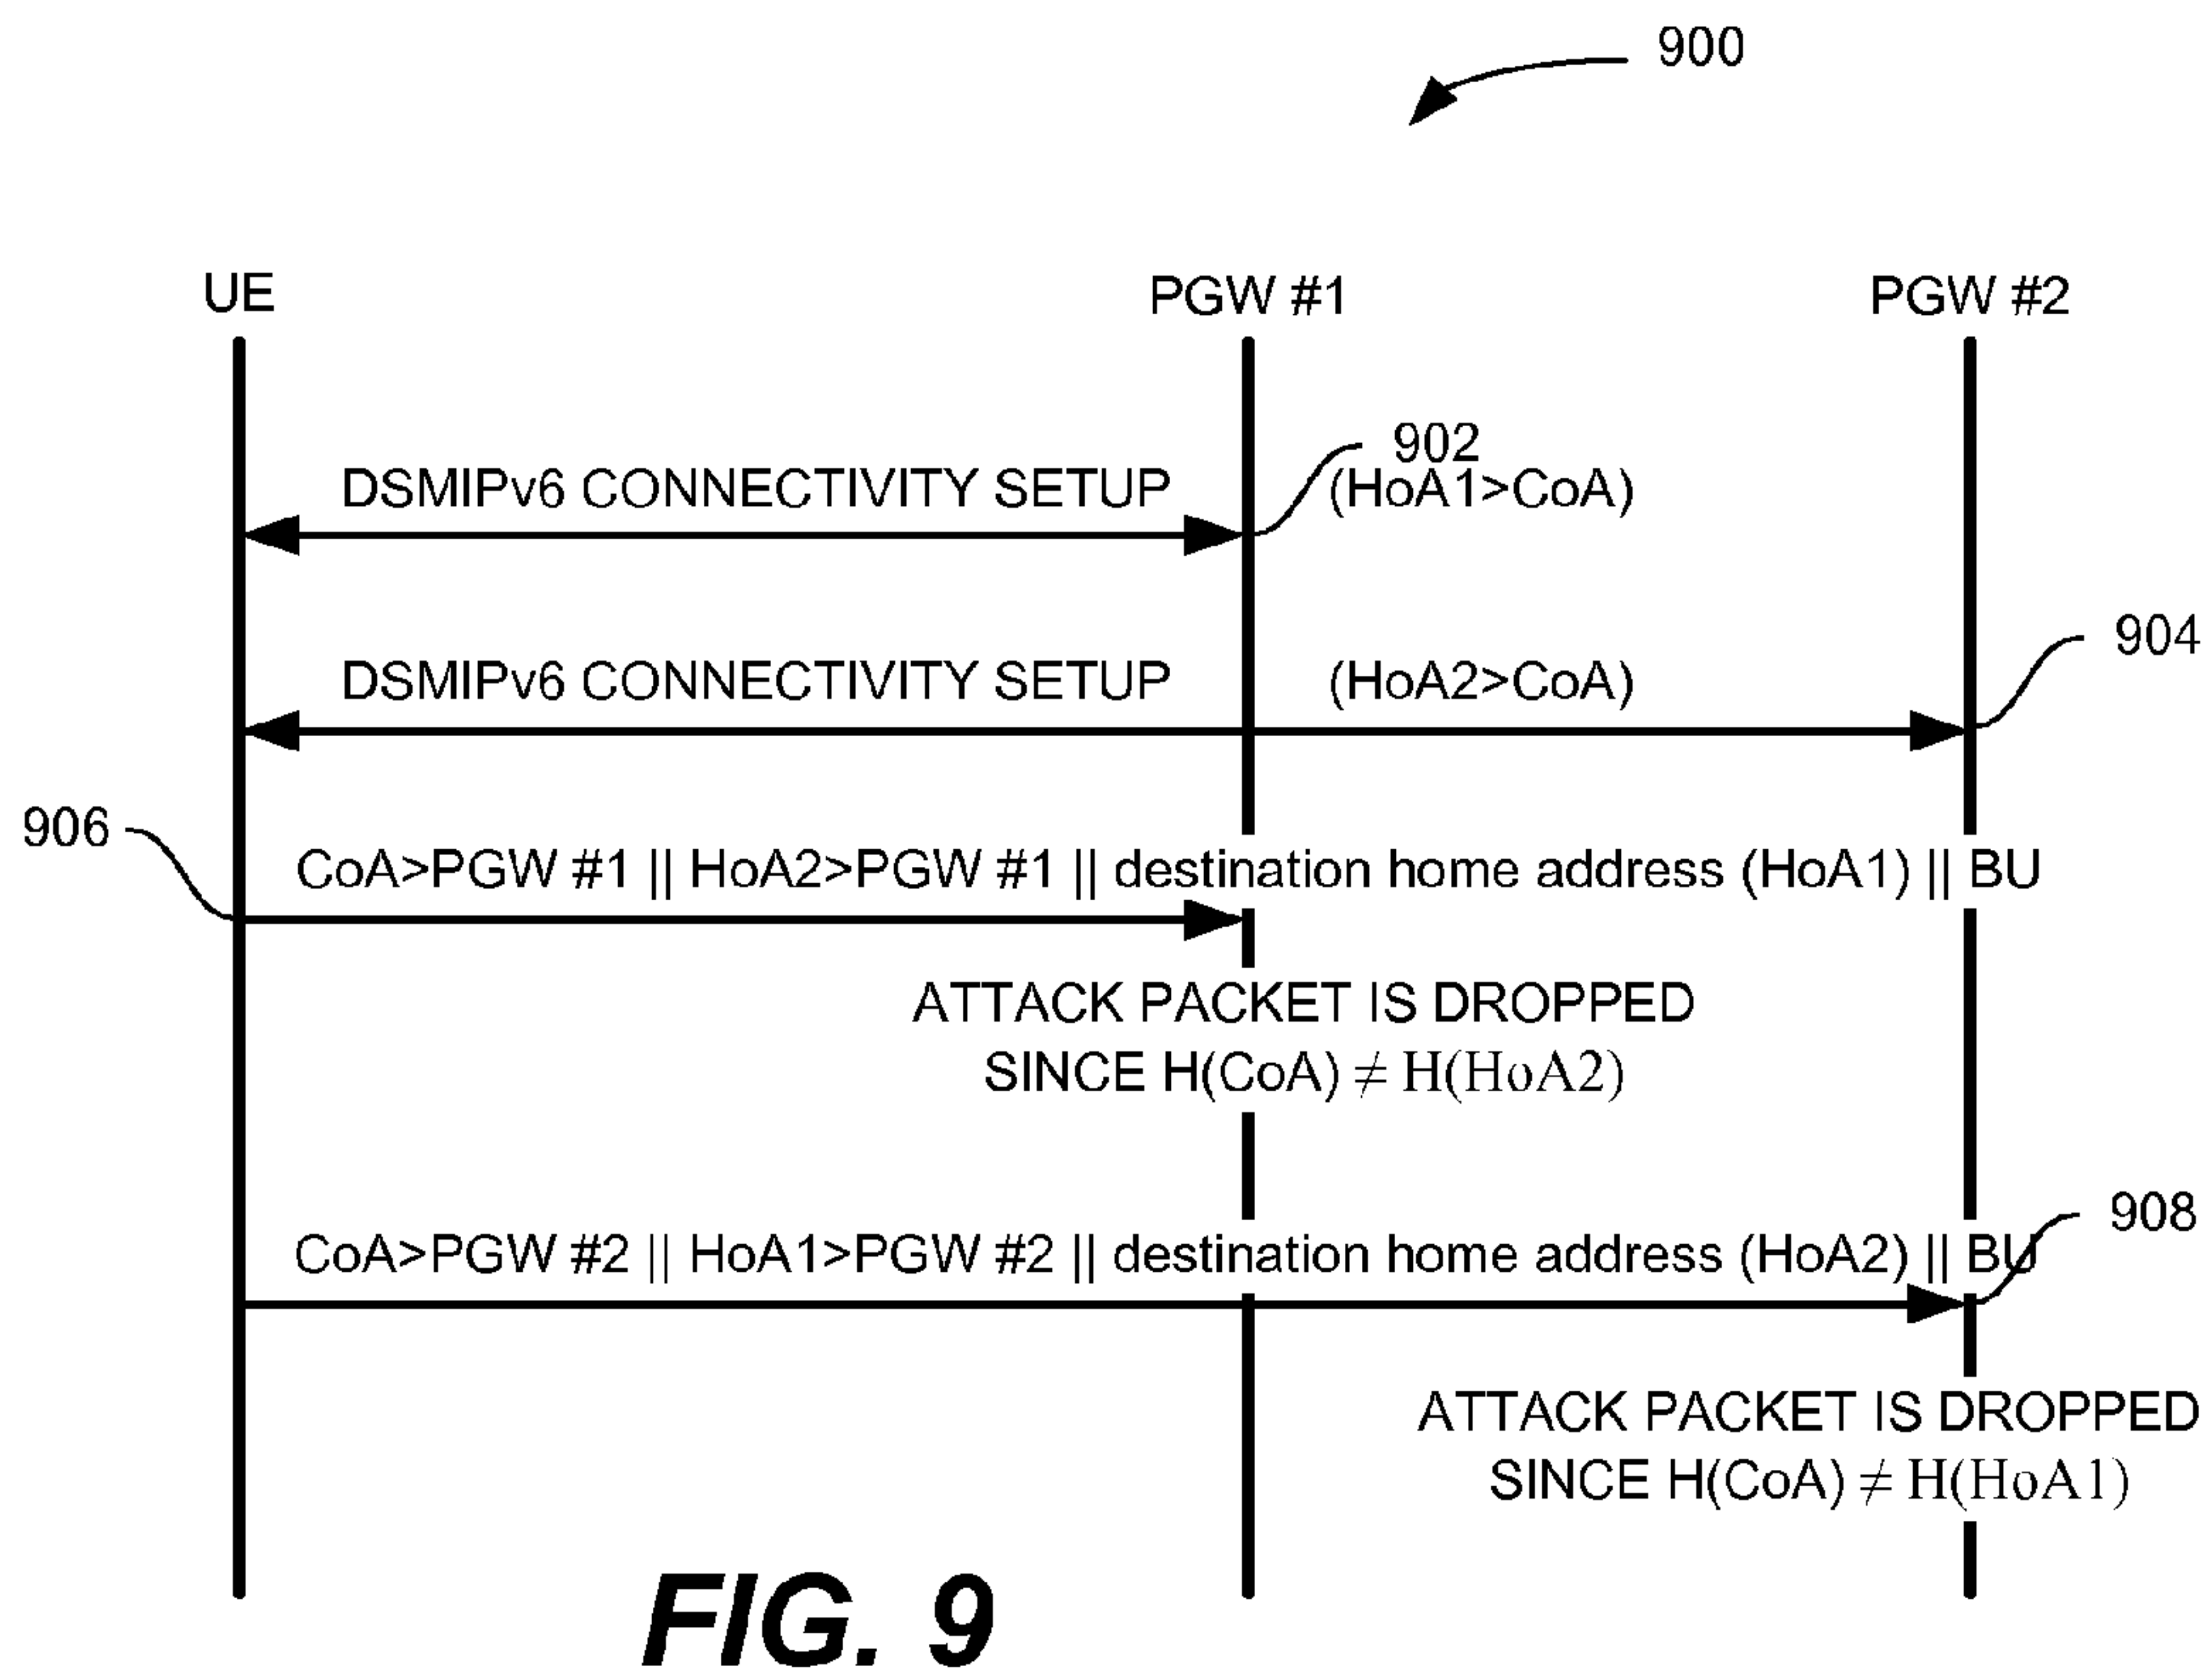 900
UE
PGW #1
PGW #2
902
DSMIPv6 CONNECTIVITY SETUP (HoA1>CoA)
904
DSMIPv6 CONNECTIVITY SETUP (HoA2>CoA)
906
CoA>PGW #1 || HoA2>PGW #1 || destination home address (HoA1) || BU
ATTACK PACKET IS DROPPED
SINCE H(CoA) ≠ H(HoA2)
908
CoA>PGW #2 || HoA1>PGW #2 || destination home address (HoA2) || BU
ATTACK PACKET IS DROPPED
SINCE H(CoA) ≠ H(HoA1)
FIG. 9